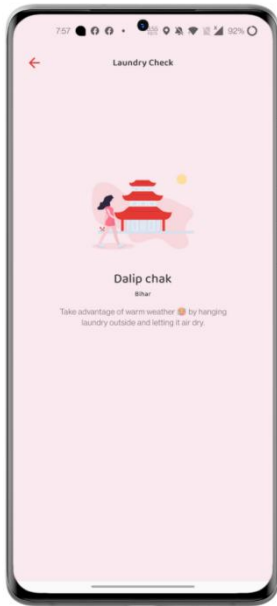 7:57 92%
Laundry Check
Dalip chak
Bihar
Take advantage of warm weather 🌞 by hanging
laundry outside and letting it air dry.